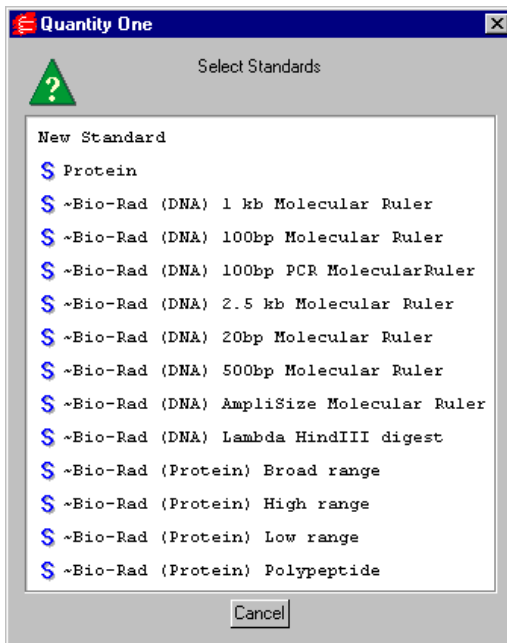 Quantity One
Select Standards
New Standard
S Protein
S ~Bio-Rad (DNA) 1 kb Molecular Ruler
S ~Bio-Rad (DNA) 100bp Molecular Ruler
S ~Bio-Rad (DNA) 100bp PCR MolecularRuler
S ~Bio-Rad (DNA) 2.5 kb Molecular Ruler
S ~Bio-Rad (DNA) 20bp Molecular Ruler
S ~Bio-Rad (DNA) 500bp Molecular Ruler
S ~Bio-Rad (DNA) AmpliSize Molecular Ruler
S ~Bio-Rad (DNA) Lambda HindIII digest
S ~Bio-Rad (Protein) Broad range
S ~Bio-Rad (Protein) High range
S ~Bio-Rad (Protein) Low range
S ~Bio-Rad (Protein) Polypeptide
Cancel